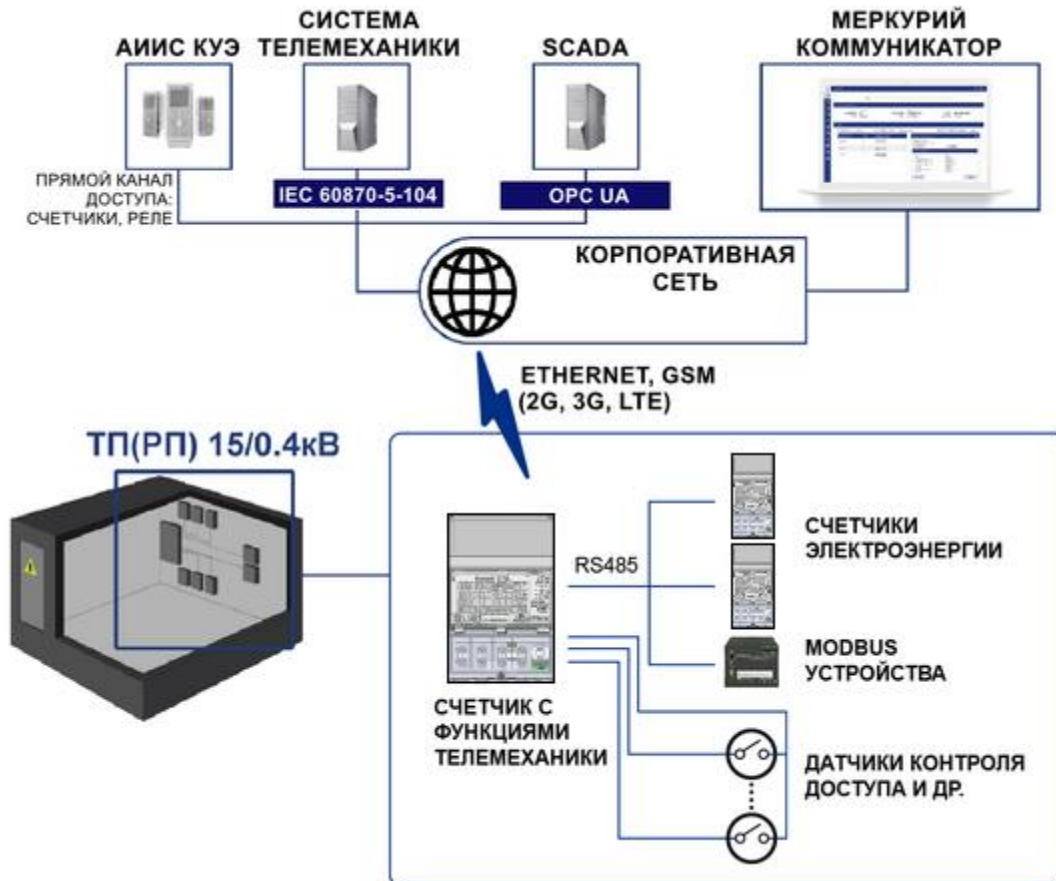 АИИС КУЭ
СИСТЕМА
ТЕЛЕМЕХАНИКИ
SCADA
МЕРКУРИЙ
КОММУНИКАТОР
ПРЯМОЙ КАНАЛ
ДОСТУПА:
СЧЕТЧИКИ, РЕЛЕ
IEC 60870-5-104
OPC UA
КОРПОРАТИВНАЯ
СЕТЬ
ETHERNET, GSM
(2G, 3G, LTE)
ТП(РП) 15/0.4кВ
RS485
СЧЕТЧИКИ
ЭЛЕКТРОЭНЕРГИИ
MODBUS
УСТРОЙСТВА
СЧЕТЧИК С
ФУНКЦИЯМИ
ТЕЛЕМЕХАНИКИ
ДАТЧИКИ КОНТРОЛЯ
ДОСТУПА И ДР.